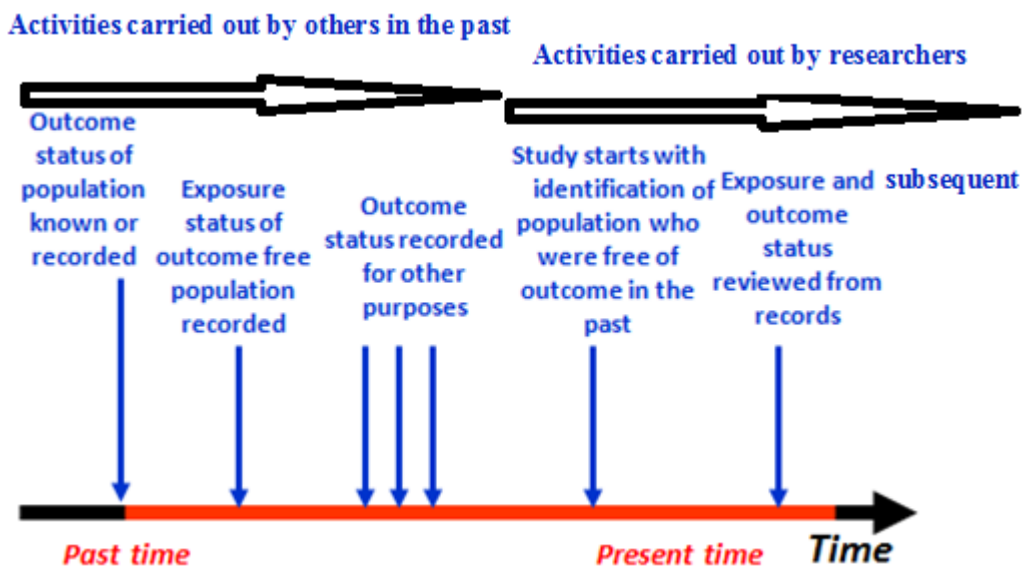 Activities carried out by others in the past
Activities carried out by researchers
Outcome
status of
population
known or
recorded
Exposure
status of
outcome free
population
recorded
Outcome
status recorded
for other
purposes
Study starts with
identification of
population who
were free of
outcome in the
past
Exposure and subsequent
outcome
status
reviewed from
records
Past time
Present time
Time